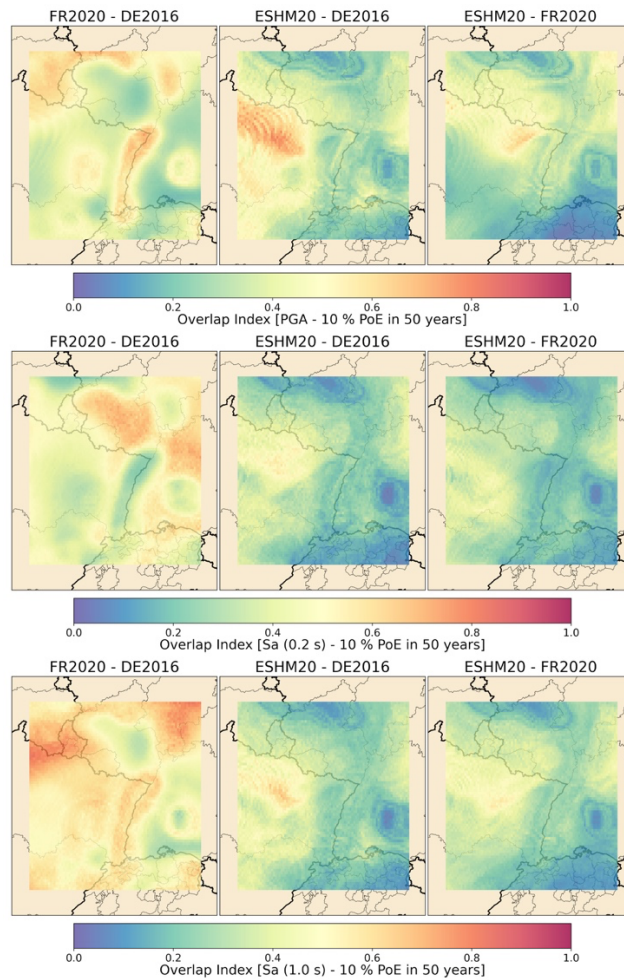 FR2020 - DE2016 ESHM20 - DE2016 ESHM20 - FR2020
0.0 0.2 0.4 0.6 0.8 1.0
Overlap Index [PGA - 10 % PoE in 50 years]
FR2020 - DE2016 ESHM20 - DE2016 ESHM20 - FR2020
0.0 0.2 0.4 0.6 0.8 1.0
Overlap Index [Sa (0.2 s) - 10 % PoE in 50 years]
FR2020 - DE2016 ESHM20 - DE2016 ESHM20 - FR2020
0.0 0.2 0.4 0.6 0.8 1.0
Overlap Index [Sa (1.0 s) - 10 % PoE in 50 years]